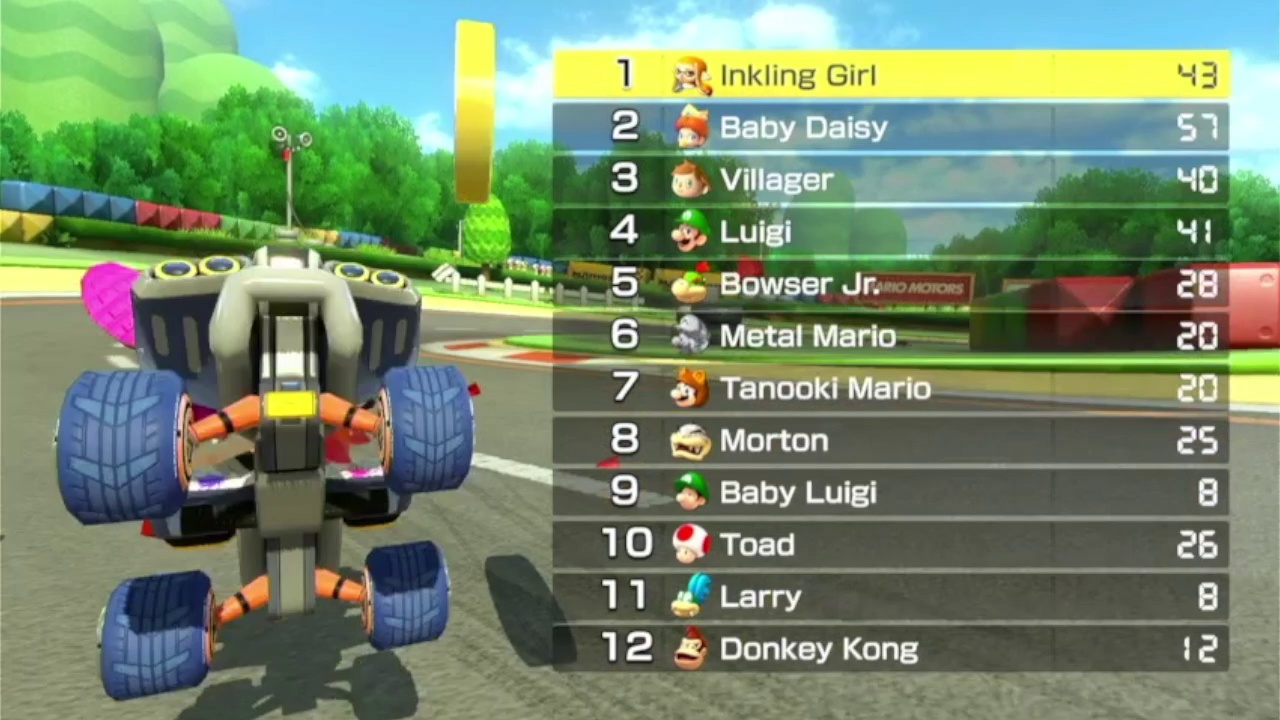 1 Inkling Girl 43
2 Baby Daisy 57
3 Villager 40
4 Luigi 41
5 Bowser Jr. 28
MARIO MOTORS
6 Metal Mario 20
7 Tanooki Mario 20
8 Morton 25
9 Baby Luigi 8
10 Toad 26
11 Larry 8
12 Donkey Kong 12